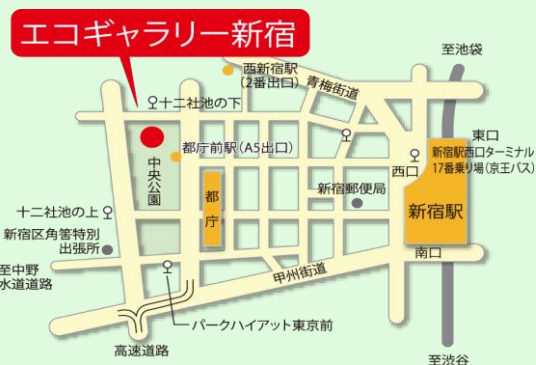 エコギャラリー新宿
至池袋
西新宿駅
(2番出口)
青梅街道
十二社池の下
東口
都庁前駅(A5出口)
新宿駅西口ターミナル
17番乗り場(京王バス)
西口
中央公園
都庁
新宿郵便局
新宿駅
十二社池の上
新宿区角筈特別
出張所
南口
至中野
水道道路
甲州街道
パークハイアット東京前
高速道路
至渋谷